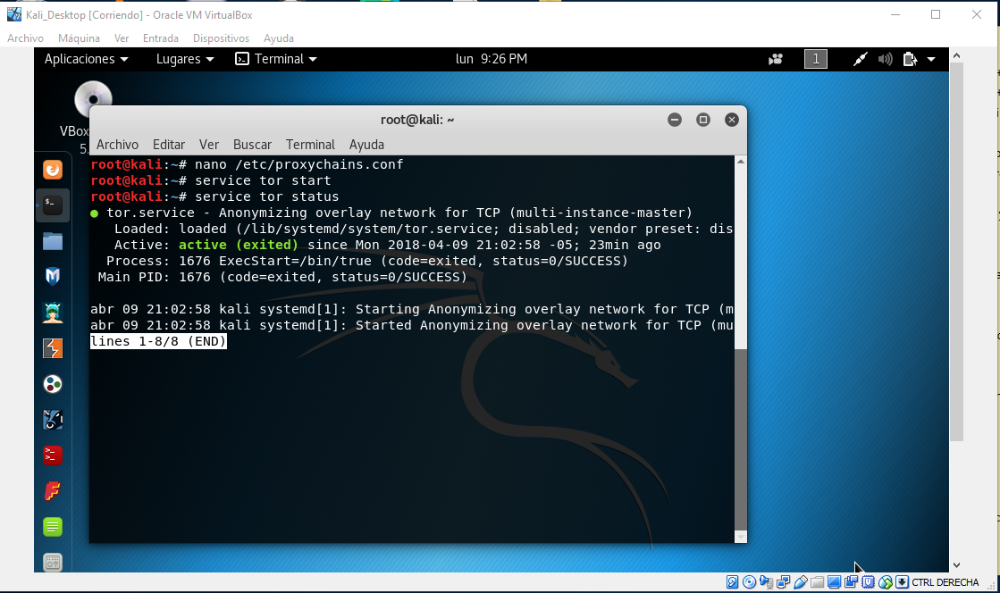 Kali_Desktop [Corriendo] - Oracle VM VirtualBox
Archivo Máquina Ver Entrada Dispositivos Ayuda
Aplicaciones Lugares Terminal lun 9:26 PM 1
VBox
5.
root@kali: ~
Archivo Editar Ver Buscar Terminal Ayuda
root@kali:~# nano /etc/proxychains.conf
root@kali:~# service tor start
root@kali:~# service tor status
● tor.service - Anonymizing overlay network for TCP (multi-instance-master)
Loaded: loaded (/lib/systemd/system/tor.service; disabled; vendor preset: dis
Active: active (exited) since Mon 2018-04-09 21:02:58 -05; 23min ago
Process: 1676 ExecStart=/bin/true (code=exited, status=0/SUCCESS)
Main PID: 1676 (code=exited, status=0/SUCCESS)
abr 09 21:02:58 kali systemd[1]: Starting Anonymizing overlay network for TCP (m
abr 09 21:02:58 kali systemd[1]: Started Anonymizing overlay network for TCP (mu
lines 1-8/8 (END)
CTRL DERECHA